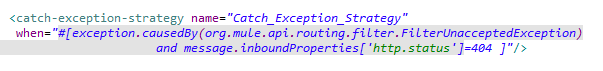 <catch-exception-strategy name="Catch_Exception_Strategy"
when="#[exception.causedBy(org.mule.api.routing.filter.FilterUnacceptedException)
and message.inboundProperties['http.status']=404 ]"/>